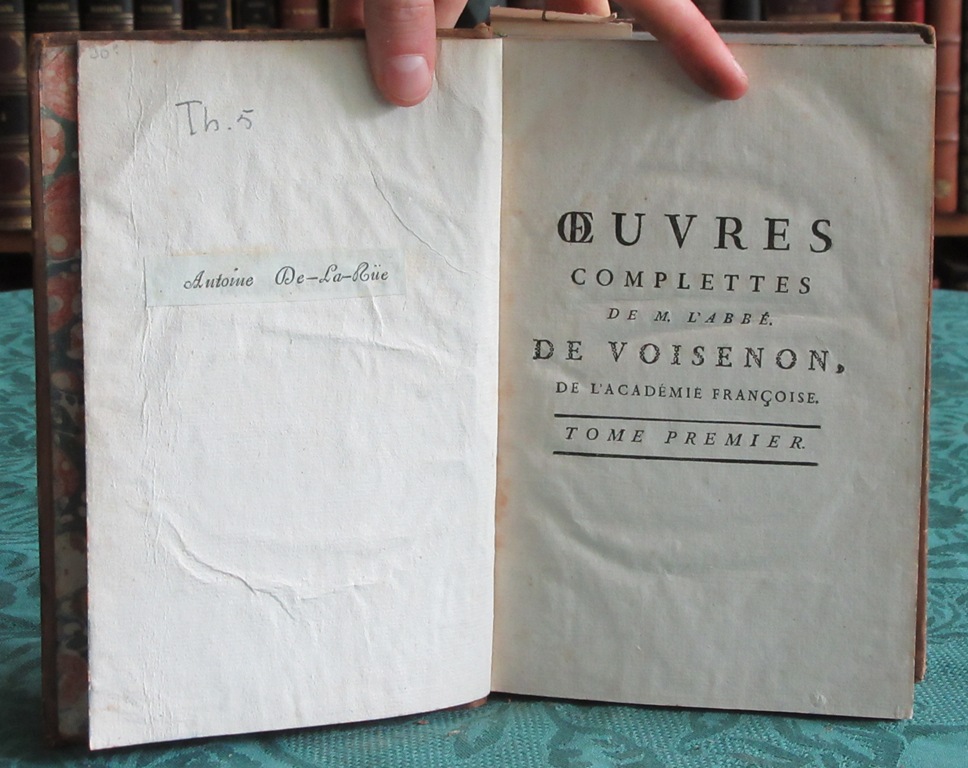 Th. 5
Antoine De-La-Rüe
ŒUVRES
COMPLETTES
DE M. L'ABBÉ.
DE VOISENON,
DE L'ACADÉMIE FRANÇOISE.
TOME PREMIER.